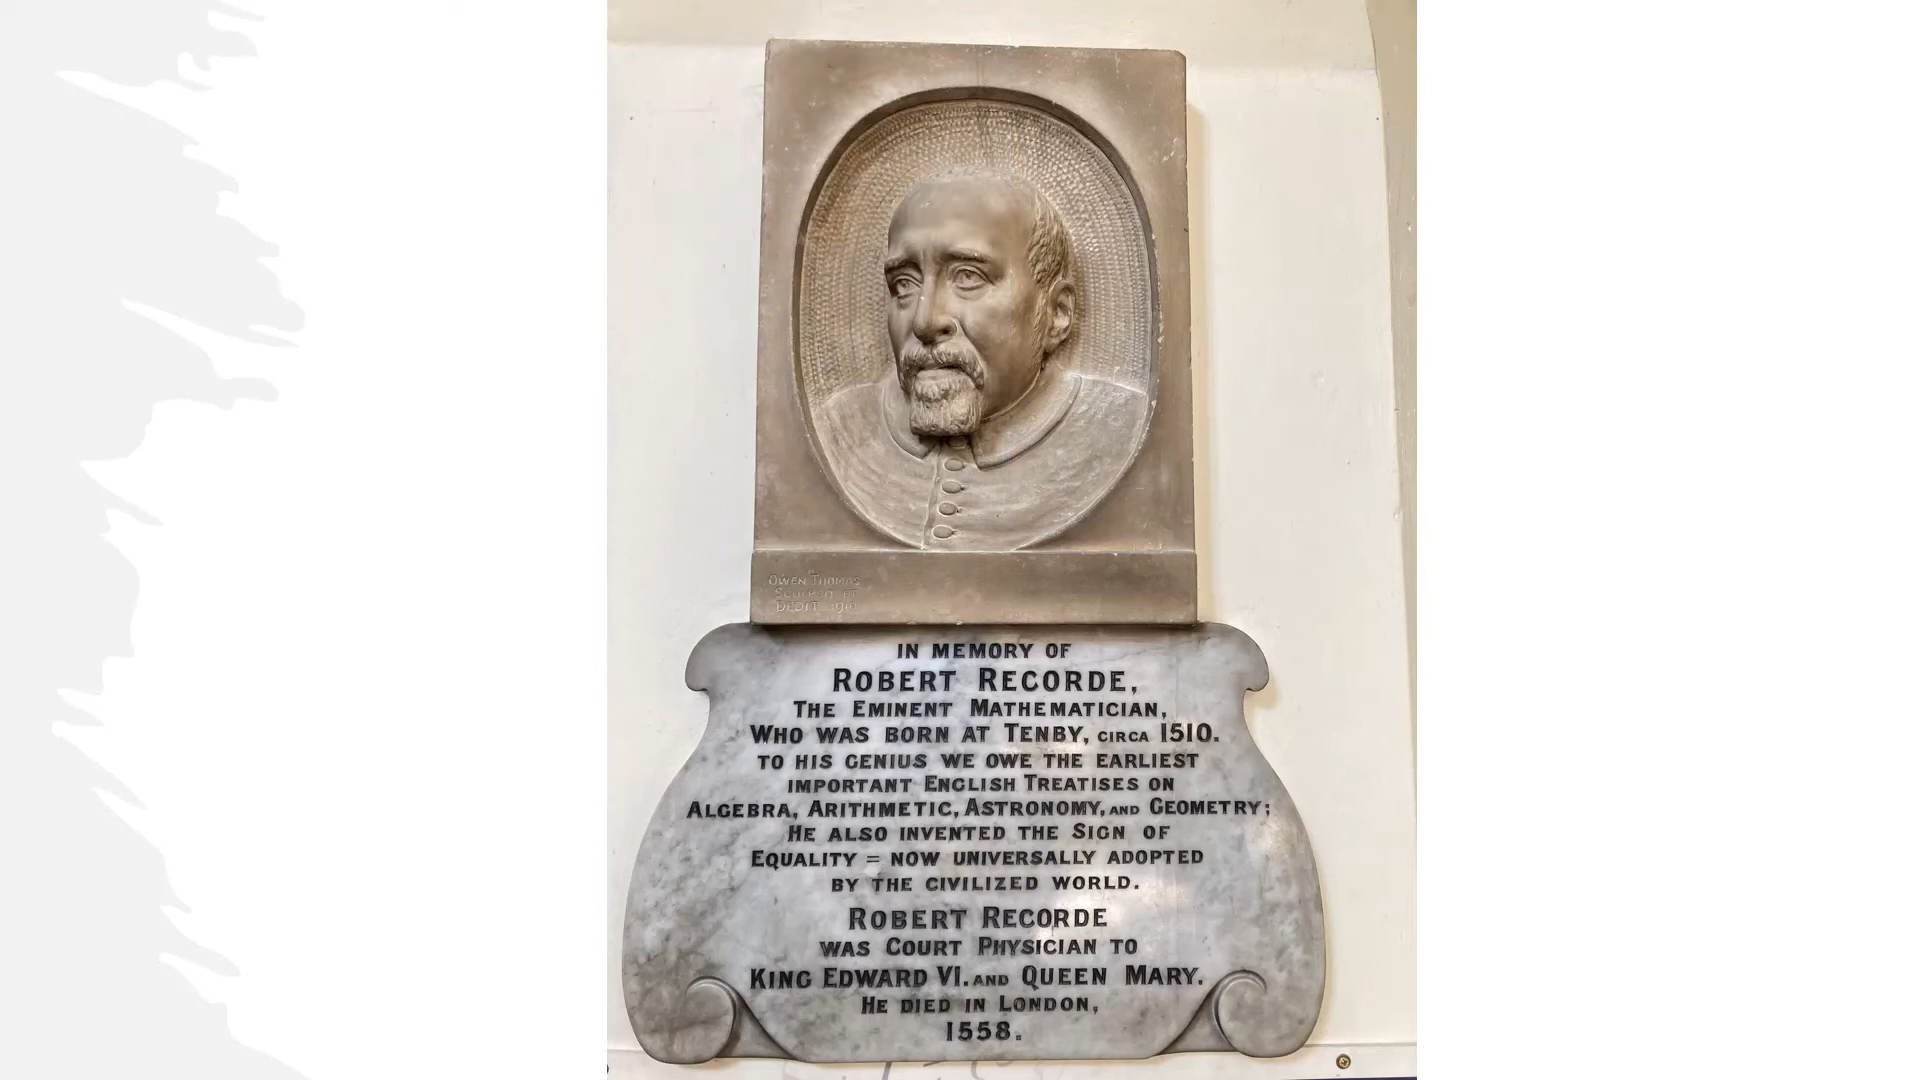 OWEN THOMAS
SCULPSIT ET
DEDIT 1910
IN MEMORY OF
ROBERT RECORDE,
THE EMINENT MATHEMATICIAN,
WHO WAS BORN AT TENBY, CIRCA 1510.
TO HIS GENIUS WE OWE THE EARLIEST
IMPORTANT ENGLISH TREATISES ON
ALGEBRA, ARITHMETIC, ASTRONOMY, AND GEOMETRY;
HE ALSO INVENTED THE SIGN OF
EQUALITY = NOW UNIVERSALLY ADOPTED
BY THE CIVILIZED WORLD.
ROBERT RECORDE
WAS COURT PHYSICIAN TO
KING EDWARD VI. AND QUEEN MARY.
HE DIED IN LONDON,
1558.